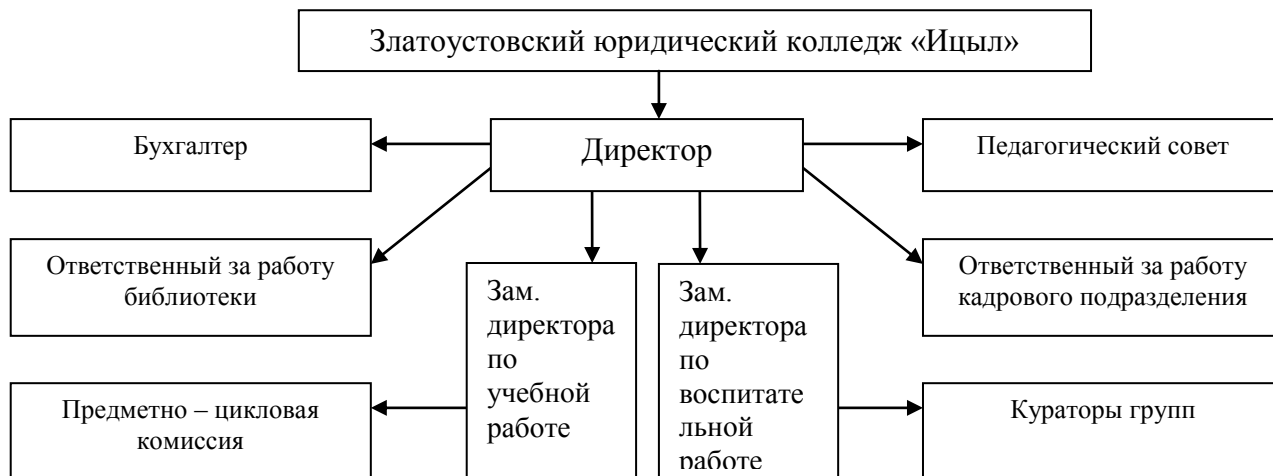 Златоустовский юридический колледж «Ицыл»
Бухгалтер
Директор
Педагогический совет
Ответственный за работу
библиотеки
Зам.
директора
по
учебной
работе
Зам.
директора
по
воспитате
льной
работе
Ответственный за работу
кадрового подразделения
Предметно – цикловая
комиссия
Кураторы групп